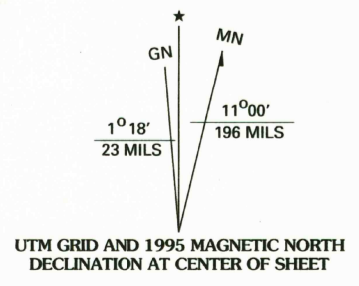 ★
GN
MN
1° 18'
23 MILS
11° 00'
196 MILS
UTM GRID AND 1995 MAGNETIC NORTH
DECLINATION AT CENTER OF SHEET